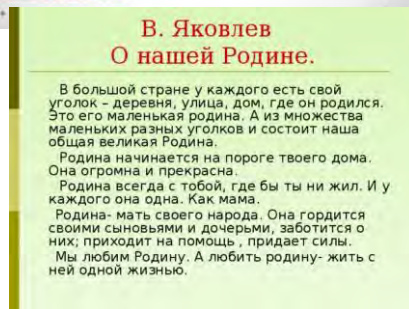 В. Яковлев
О нашей Родине.
В большой стране у каждого есть свой
уголок – деревня, улица, дом, где он родился.
Это его маленькая родина. А из множества
маленьких разных уголков и состоит наша
общая великая Родина.
Родина начинается на пороге твоего дома.
Она огромна и прекрасна.
Родина всегда с тобой, где бы ты ни жил. И у
каждого она одна. Как мама.
Родина- мать своего народа. Она гордится
своими сыновьями и дочерьми, заботится о
них; приходит на помощь , придает силы.
Мы любим Родину. А любить родину- жить с
ней одной жизнью.